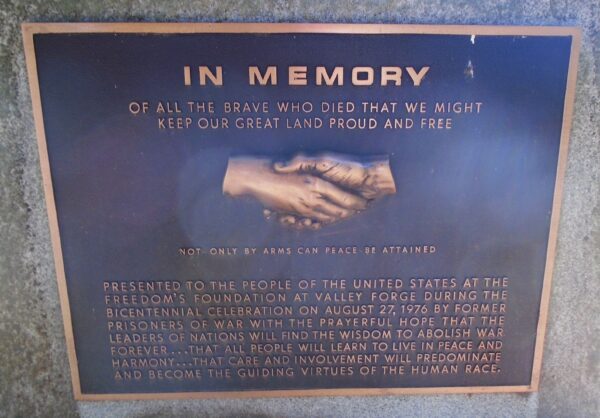 IN MEMORY
OF ALL THE BRAVE WHO DIED THAT WE MIGHT
KEEP OUR GREAT LAND PROUD AND FREE
NOT ONLY BY ARMS CAN PEACE BE ATTAINED
PRESENTED TO THE PEOPLE OF THE UNITED STATES AT THE
FREEDOM'S FOUNDATION AT VALLEY FORGE DURING THE
BICENTENNIAL CELEBRATION ON AUGUST 27, 1976 BY FORMER
PRISONERS OF WAR WITH THE PRAYERFUL HOPE THAT THE
LEADERS OF NATIONS WILL FIND THE WISDOM TO ABOLISH WAR
FOREVER...THAT ALL PEOPLE WILL LEARN TO LIVE IN PEACE AND
HARMONY...THAT CARE AND INVOLVEMENT WILL PREDOMINATE
AND BECOME THE GUIDING VIRTUES OF THE HUMAN RACE.